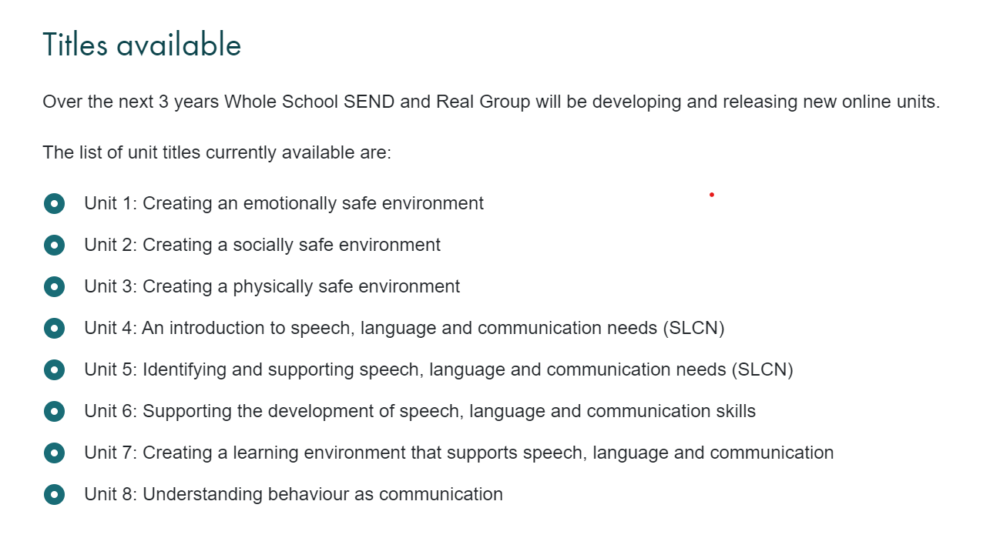 Titles available
Over the next 3 years Whole School SEND and Real Group will be developing and releasing new online units.
The list of unit titles currently available are:
Unit 1: Creating an emotionally safe environment
Unit 2: Creating a socially safe environment
Unit 3: Creating a physically safe environment
Unit 4: An introduction to speech, language and communication needs (SLCN)
Unit 5: Identifying and supporting speech, language and communication needs (SLCN)
Unit 6: Supporting the development of speech, language and communication skills
Unit 7: Creating a learning environment that supports speech, language and communication
Unit 8: Understanding behaviour as communication